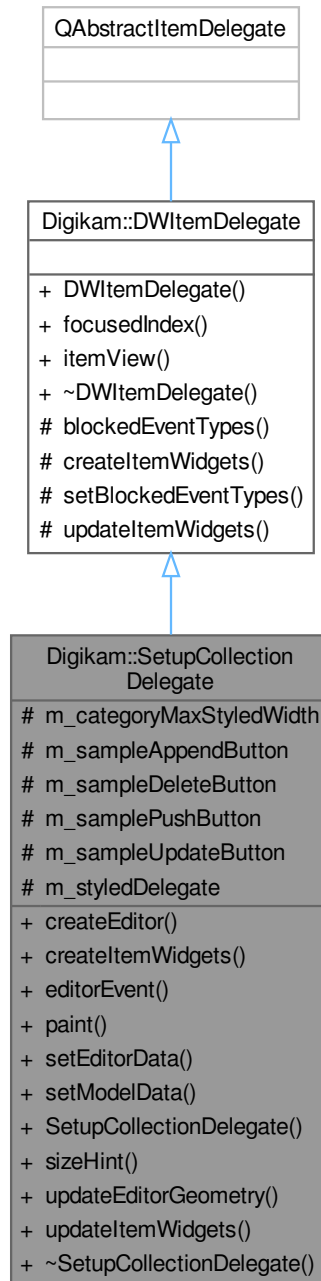 QAbstractItemDelegate
Digikam::DWItemDelegate
+ DWItemDelegate()
+ focusedIndex()
+ itemView()
+ ~DWItemDelegate()
# blockedEventTypes()
# createItemWidgets()
# setBlockedEventTypes()
# updateItemWidgets()
Digikam::SetupCollection
Delegate
# m_categoryMaxStyledWidth
# m_sampleAppendButton
# m_sampleDeleteButton
# m_samplePushButton
# m_sampleUpdateButton
# m_styledDelegate
+ createEditor()
+ createItemWidgets()
+ editorEvent()
+ paint()
+ setEditorData()
+ setModelData()
+ SetupCollectionDelegate()
+ sizeHint()
+ updateEditorGeometry()
+ updateItemWidgets()
+ ~SetupCollectionDelegate()